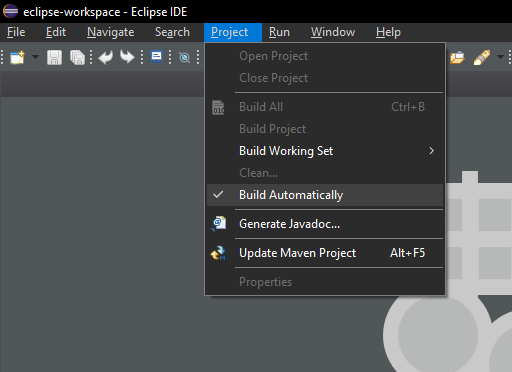 eclipse-workspace - Eclipse IDE
File Edit Navigate Search Project Run Window Help
Open Project
Close Project
Build All Ctrl+B
Build Project
Build Working Set
Clean...
Build Automatically
Generate Javadoc...
Update Maven Project Alt+F5
Properties